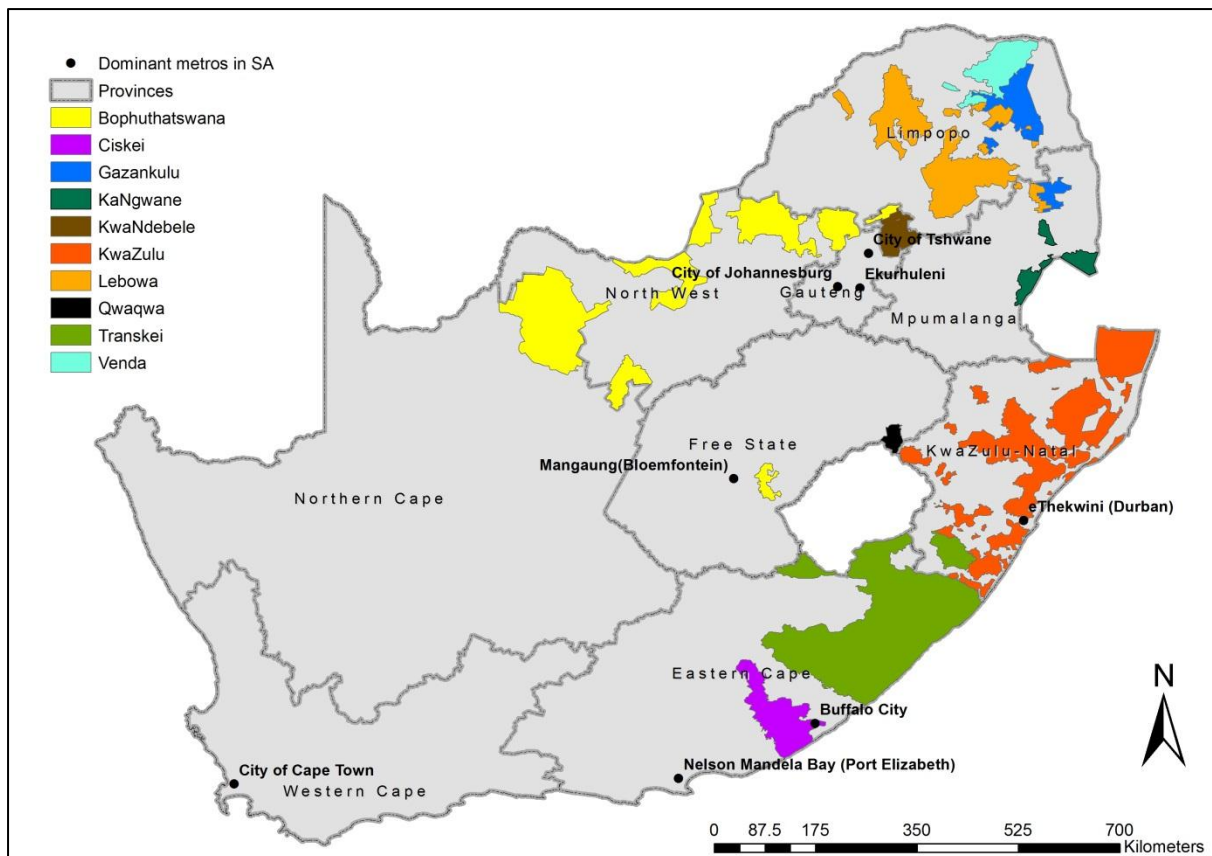 Dominant metros in SA
Provinces
Bophuthatswana
Ciskei
Gazankulu
KaNgwane
KwaNdebele
KwaZulu
Lebowa
Qwaqwa
Transkei
Venda
Limpopo
City of Tshwane
City of Johannesburg
Ekurhuleni
North West
Gauteng
Mpumalanga
Free State
KwaZulu-Natal
Mangaung(Bloemfontein)
Northern Cape
eThekwini (Durban)
Eastern Cape
N
Buffalo City
Nelson Mandela Bay (Port Elizabeth)
City of Cape Town
Western Cape
0 87.5 175 350 525 700
Kilometers